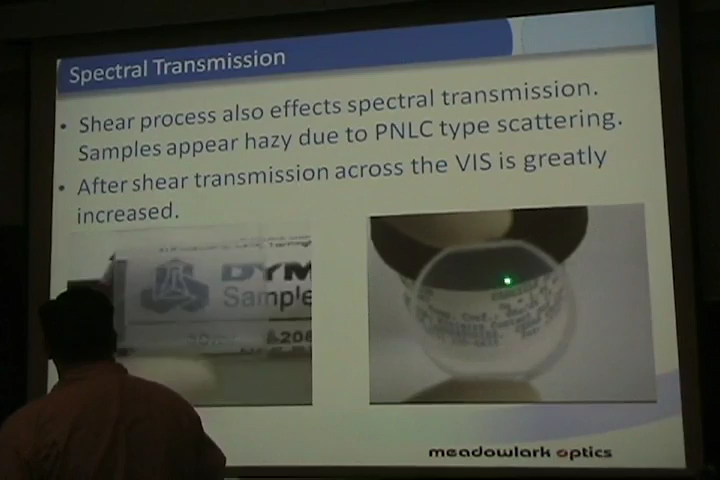 Spectral Transmission
• Shear process also effects spectral transmission.
Samples appear hazy due to PNLC type scattering.
• After shear transmission across the VIS is greatly
increased.
DYM
Sample
meadowlark optics